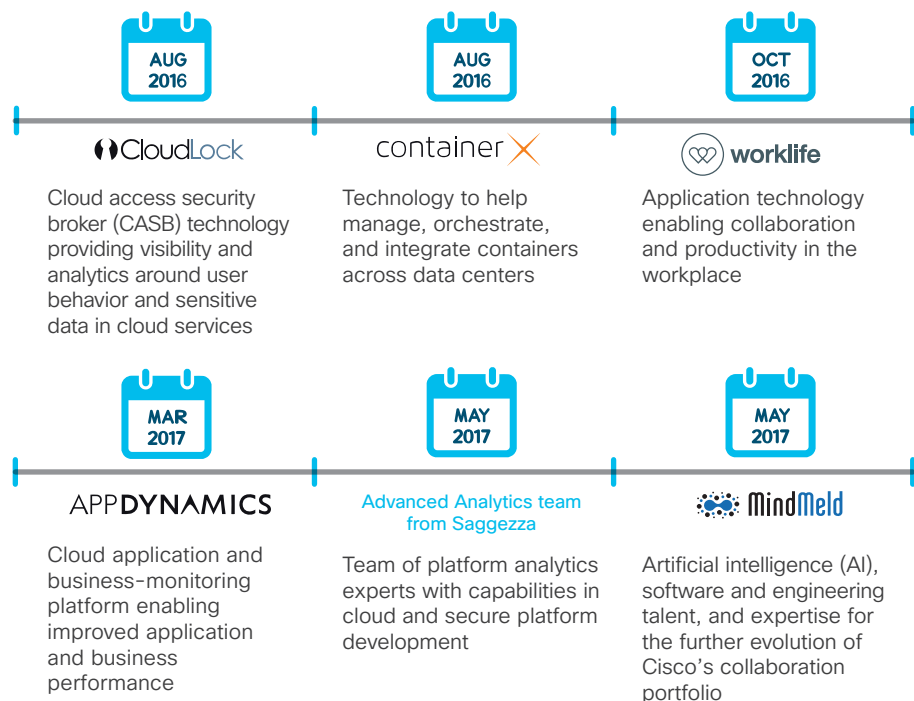 AUG
2016
AUG
2016
OCT
2016
CloudLock
container X
worklife
Cloud access security
broker (CASB) technology
providing visibility and
analytics around user
behavior and sensitive
data in cloud services
Technology to help
manage, orchestrate,
and integrate containers
across data centers
Application technology
enabling collaboration
and productivity in the
workplace
MAR
2017
MAY
2017
MAY
2017
APPDYNAMICS
Advanced Analytics team
from Saggezza
MindMeld
Cloud application and
business-monitoring
platform enabling
improved application
and business
performance
Team of platform analytics
experts with capabilities in
cloud and secure platform
development
Artificial intelligence (AI),
software and engineering
talent, and expertise for
the further evolution of
Cisco's collaboration
portfolio